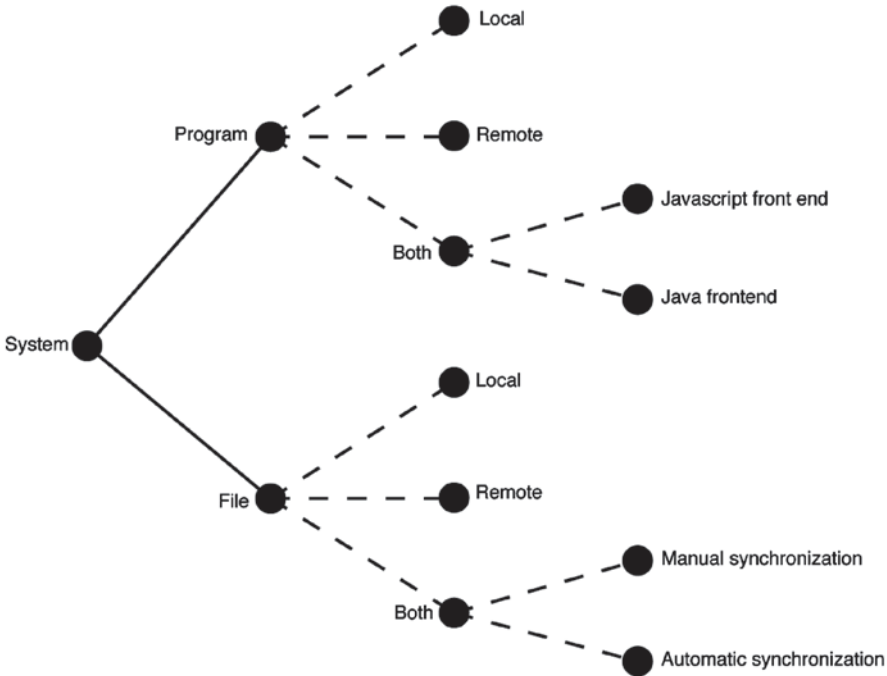 Local
Program
Remote
Javascript front end
Both
Java frontend
System
Local
File
Remote
Manual synchronization
Both
Automatic synchronization